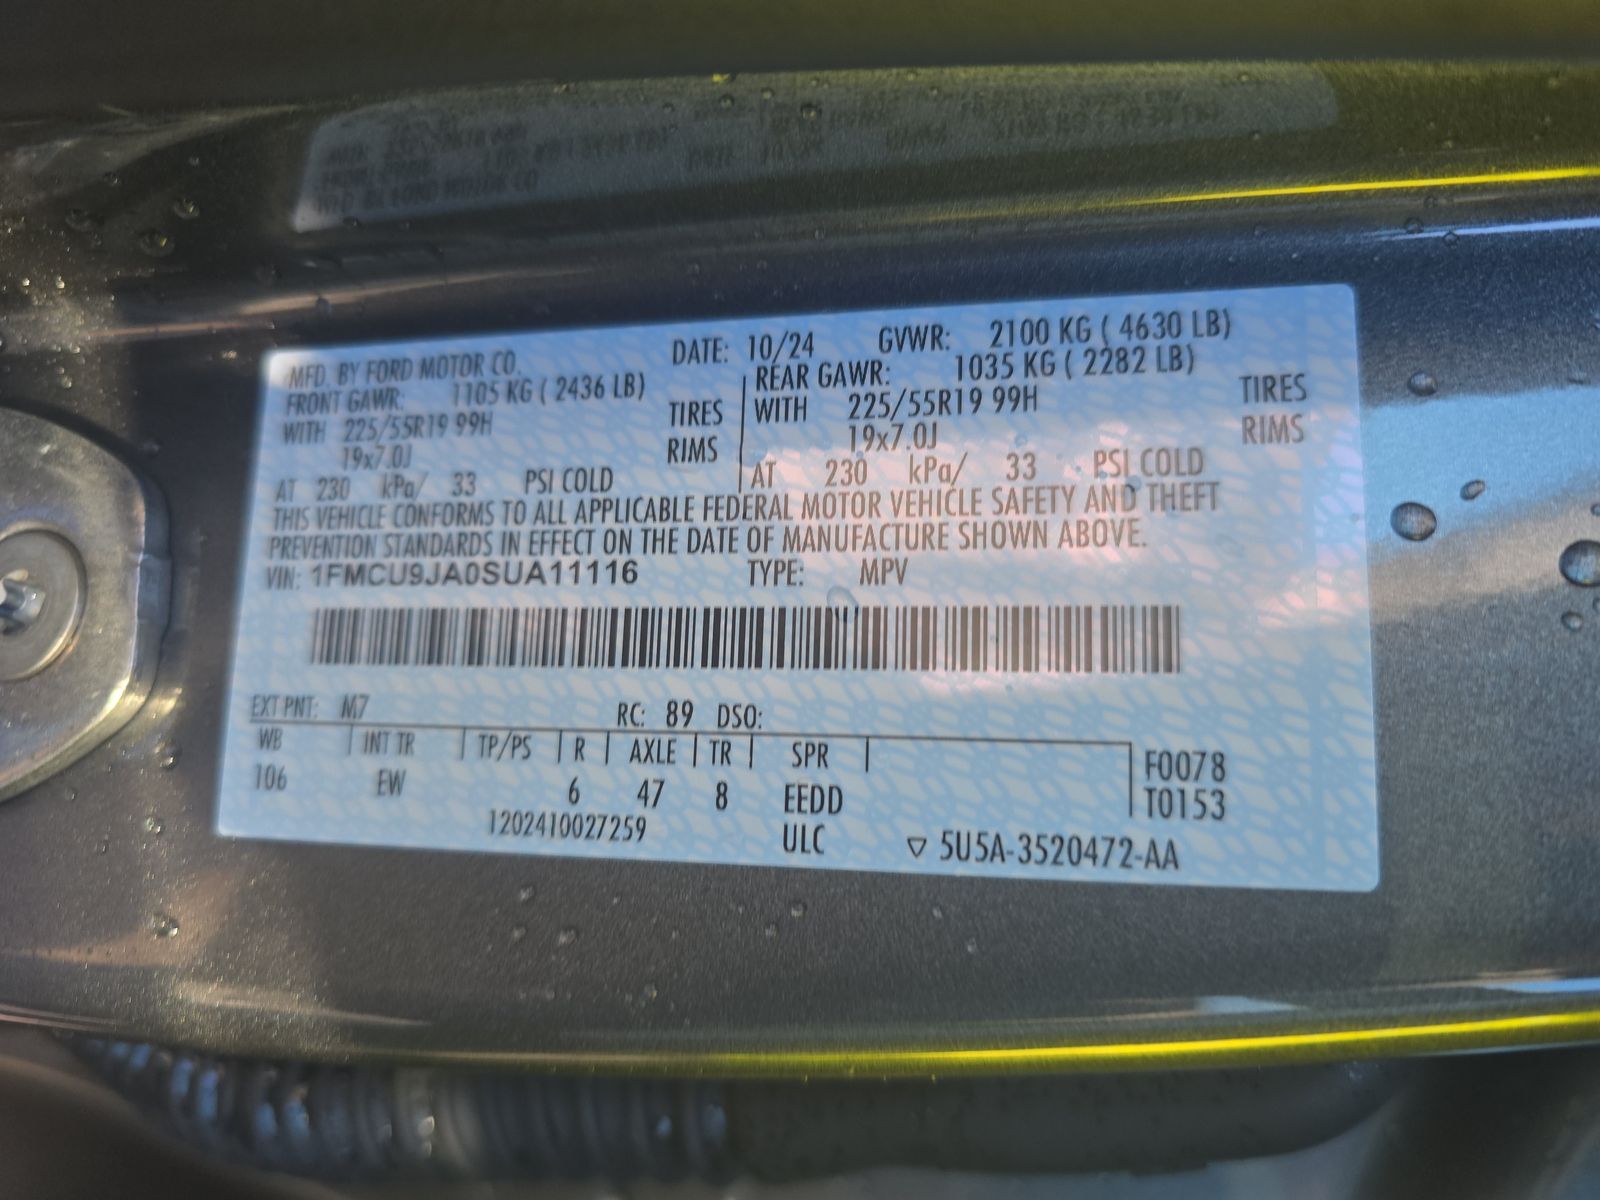 MFD. BY FORD MOTOR CO. DATE: 10/24 GVWR: 2100 KG ( 4630 LB)
FRONT GAWR: 1105 KG ( 2436 LB) REAR GAWR: 1035 KG ( 2282 LB)
WITH 225/55R19 99H TIRES WITH 225/55R19 99H TIRES
19x7.0J RIMS 19x7.0J RIMS
AT 230 kPa/ 33 PSI COLD AT 230 kPa/ 33 PSI COLD
THIS VEHICLE CONFORMS TO ALL APPLICABLE FEDERAL MOTOR VEHICLE SAFETY AND THEFT
PREVENTION STANDARDS IN EFFECT ON THE DATE OF MANUFACTURE SHOWN ABOVE.
VIN: 1FMCU9JA0SUA11116 TYPE: MPV
EXT PNT: M7 RC: 89 DSO:
WB INT TR TP/PS R AXLE TR SPR F0078
106 EW 6 47 8 EEDD T0153
1202410027259 ULC ▽ 5U5A-3520472-AA